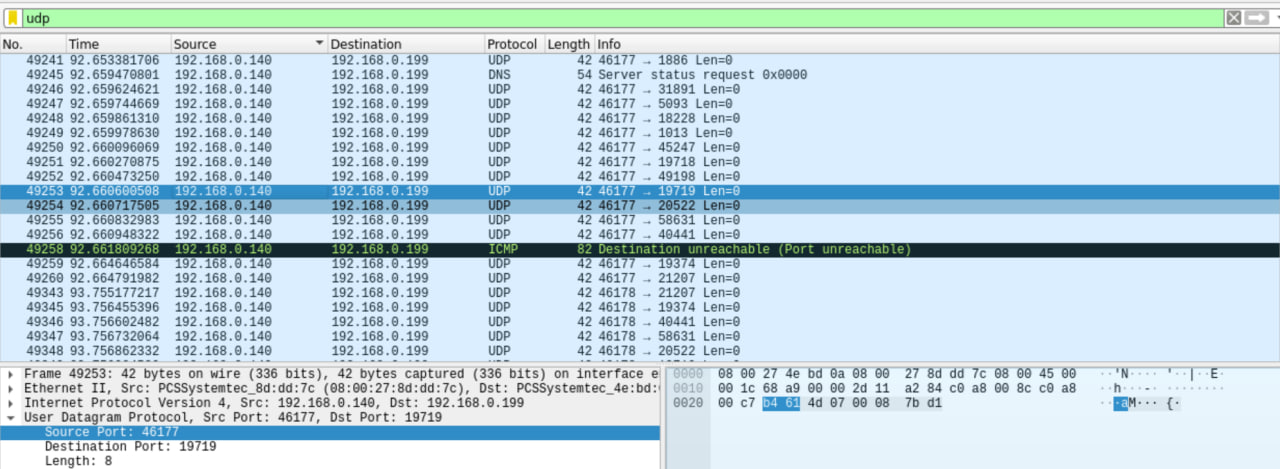 udp
No. Time Source Destination Protocol Length Info
49241 92.653381706 192.168.0.140 192.168.0.199 UDP 42 46177 → 1886 Len=0
49245 92.659470801 192.168.0.140 192.168.0.199 DNS 54 Server status request 0x0000
49246 92.659624621 192.168.0.140 192.168.0.199 UDP 42 46177 → 31891 Len=0
49247 92.659744669 192.168.0.140 192.168.0.199 UDP 42 46177 → 5093 Len=0
49248 92.659861310 192.168.0.140 192.168.0.199 UDP 42 46177 → 18228 Len=0
49249 92.659978630 192.168.0.140 192.168.0.199 UDP 42 46177 → 1013 Len=0
49250 92.660096069 192.168.0.140 192.168.0.199 UDP 42 46177 → 45247 Len=0
49251 92.660270875 192.168.0.140 192.168.0.199 UDP 42 46177 → 19718 Len=0
49252 92.660473250 192.168.0.140 192.168.0.199 UDP 42 46177 → 49198 Len=0
49253 92.660600508 192.168.0.140 192.168.0.199 UDP 42 46177 → 19719 Len=0
49254 92.660717505 192.168.0.140 192.168.0.199 UDP 42 46177 → 20522 Len=0
49255 92.660832983 192.168.0.140 192.168.0.199 UDP 42 46177 → 58631 Len=0
49256 92.660948322 192.168.0.140 192.168.0.199 UDP 42 46177 → 40441 Len=0
49258 92.661809268 192.168.0.140 192.168.0.199 ICMP 82 Destination unreachable (Port unreachable)
49259 92.664646584 192.168.0.140 192.168.0.199 UDP 42 46177 → 19374 Len=0
49260 92.664791982 192.168.0.140 192.168.0.199 UDP 42 46177 → 21207 Len=0
49343 93.755177217 192.168.0.140 192.168.0.199 UDP 42 46178 → 21207 Len=0
49345 93.756455396 192.168.0.140 192.168.0.199 UDP 42 46178 → 19374 Len=0
49346 93.756602482 192.168.0.140 192.168.0.199 UDP 42 46178 → 40441 Len=0
49347 93.756732064 192.168.0.140 192.168.0.199 UDP 42 46178 → 58631 Len=0
49348 93.756862332 192.168.0.140 192.168.0.199 UDP 42 46178 → 20522 Len=0
Frame 49253: 42 bytes on wire (336 bits), 42 bytes captured (336 bits) on interface e
Ethernet II, Src: PCSSystemtec_8d:dd:7c (08:00:27:8d:dd:7c), Dst: PCSSystemtec_4e:bd:
Internet Protocol Version 4, Src: 192.168.0.140, Dst: 192.168.0.199
User Datagram Protocol, Src Port: 46177, Dst Port: 19719
Source Port: 46177
Destination Port: 19719
Length: 8
0000 08 00 27 4e bd 0a 08 00 27 8d dd 7c 08 00 45 00 ··'N····'··|··E·
0010 00 1c 68 a9 00 00 2d 11 a2 84 c0 a8 00 8c c0 a8 ··h···-·········
0020 00 c7 b4 61 4d 07 00 08 7b d1 ···aM···{·